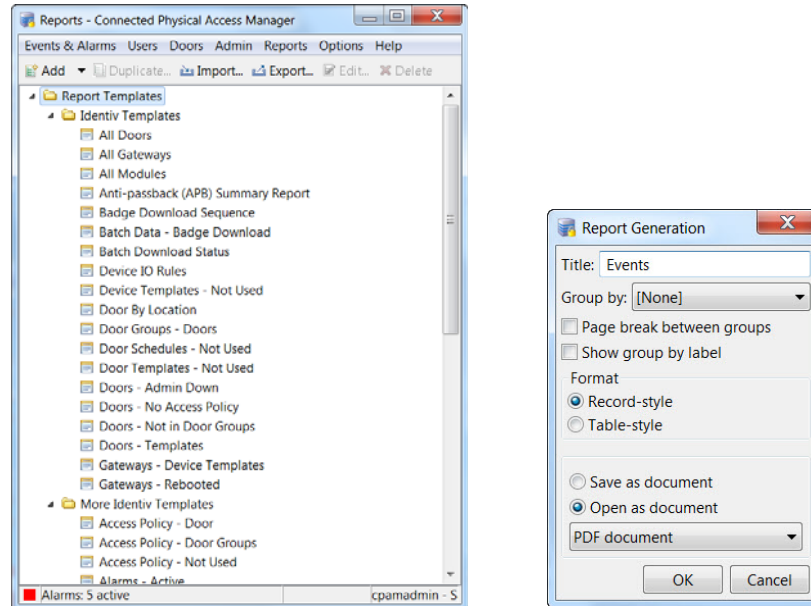 Reports - Connected Physical Access Manager
Events & Alarms Users Doors Admin Reports Options Help
Add Duplicate... Import... Export... Edit... Delete
Report Templates
Identiv Templates
All Doors
All Gateways
All Modules
Anti-passback (APB) Summary Report
Badge Download Sequence
Batch Data - Badge Download
Batch Download Status
Device IO Rules
Device Templates - Not Used
Door By Location
Door Groups - Doors
Door Schedules - Not Used
Door Templates - Not Used
Doors - Admin Down
Doors - No Access Policy
Doors - Not in Door Groups
Doors - Templates
Gateways - Device Templates
Gateways - Rebooted
More Identiv Templates
Access Policy - Door
Access Policy - Door Groups
Access Policy - Not Used
Alarms - Active
Alarms: 5 active
cpamadmin - S
Report Generation
Title: Events
Group by: [None]
Page break between groups
Show group by label
Format
Record-style
Table-style
Save as document
Open as document
PDF document
OK Cancel